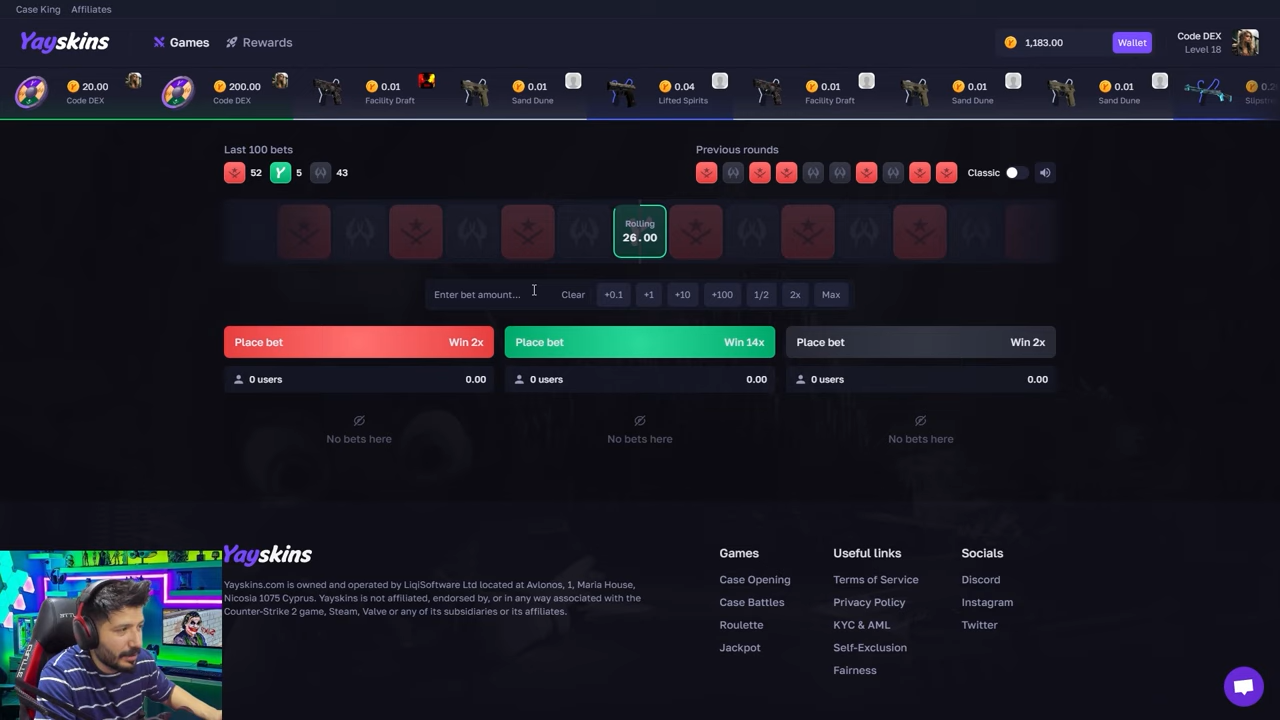 Case King Affiliates
Yayskins Games Rewards 1,183.00 Wallet Code DEX
Level 18
20.00 200.00 0.01 0.01 0.04 0.01 0.01 0.01
Code DEX Code DEX Facility Draft Sand Dune Lifted Spirits Facility Draft Sand Dune Sand Dune
Last 100 bets Previous rounds
52 5 43 Classic
Rolling
26.00
Enter bet amount... Clear +0.1 +1 +10 +100 1/2 2x Max
Place bet Win 2x Place bet Win 14x Place bet Win 2x
0 users 0.00 0 users 0.00 0 users 0.00
No bets here No bets here No bets here
Yayskins
Yayskins.com is owned and operated by LiqiSoftware Ltd located at Avlonos, 1, Maria House,
Nicosia 1075 Cyprus. Yayskins is not affiliated, endorsed, or in any way associated with the
Counter-Strike 2 game, Steam, Valve or any of its subsidiaries or its affiliates.
Games Useful links Socials
Case Opening Terms of Service Discord
Case Battles Privacy Policy Instagram
Roulette KYC & AML Twitter
Jackpot Self-Exclusion
Fairness